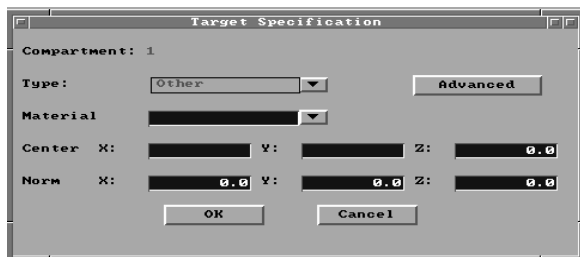 Target Specification
Compartment: 1
Type: Other Advanced
Material
Center X: Y: Z: 0.0
Norm X: 0.0 Y: 0.0 Z: 0.0
OK Cancel